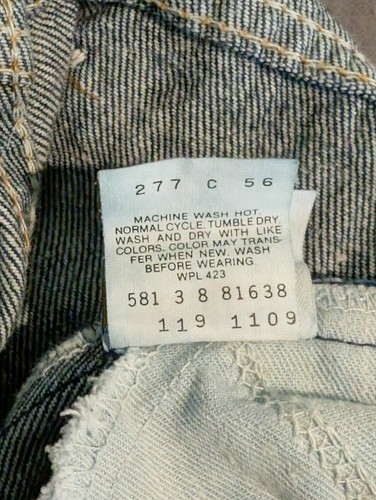 277 C 56
MACHINE WASH HOT
NORMAL CYCLE. TUMBLE DRY.
WASH AND DRY WITH LIKE
COLORS. COLOR MAY TRANS-
FER WHEN NEW. WASH
BEFORE WEARING
WPL 423
581 3 8 81638
119 1109